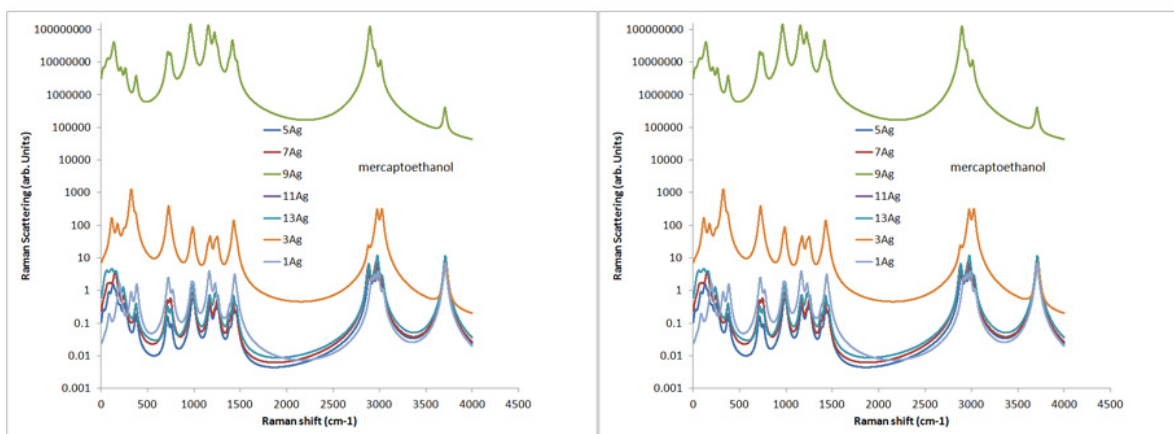 100000000
10000000
1000000
100000
10000
1000
100
10
1
0.1
0.01
0.001
Raman Scattering (arb. Units)
5Ag
7Ag
9Ag
11Ag
13Ag
3Ag
1Ag
mercaptoethanol
0 500 1000 1500 2000 2500 3000 3500 4000 4500
Raman shift (cm-1)
100000000
10000000
1000000
100000
10000
1000
100
10
1
0.1
0.01
0.001
Raman Scattering (arb. Units)
5Ag
7Ag
9Ag
11Ag
13Ag
3Ag
1Ag
mercaptoethanol
0 500 1000 1500 2000 2500 3000 3500 4000 4500
Raman shift (cm-1)